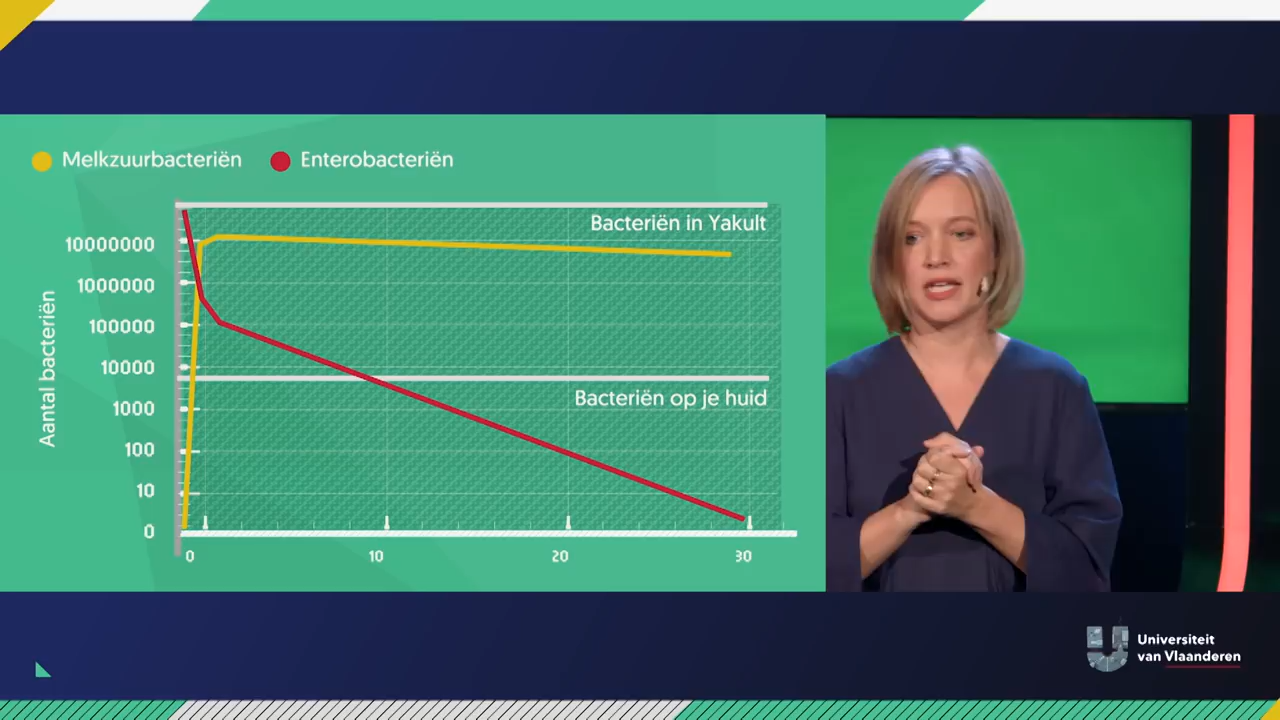 Melkzuurbacteriën
Enterobacteriën
Bacteriën in Yakult
Aantal bacteriën
10000000
1000000
100000
10000
1000
100
10
0
Bacteriën op je huid
0
10
20
30
Universiteit
van Vlaanderen